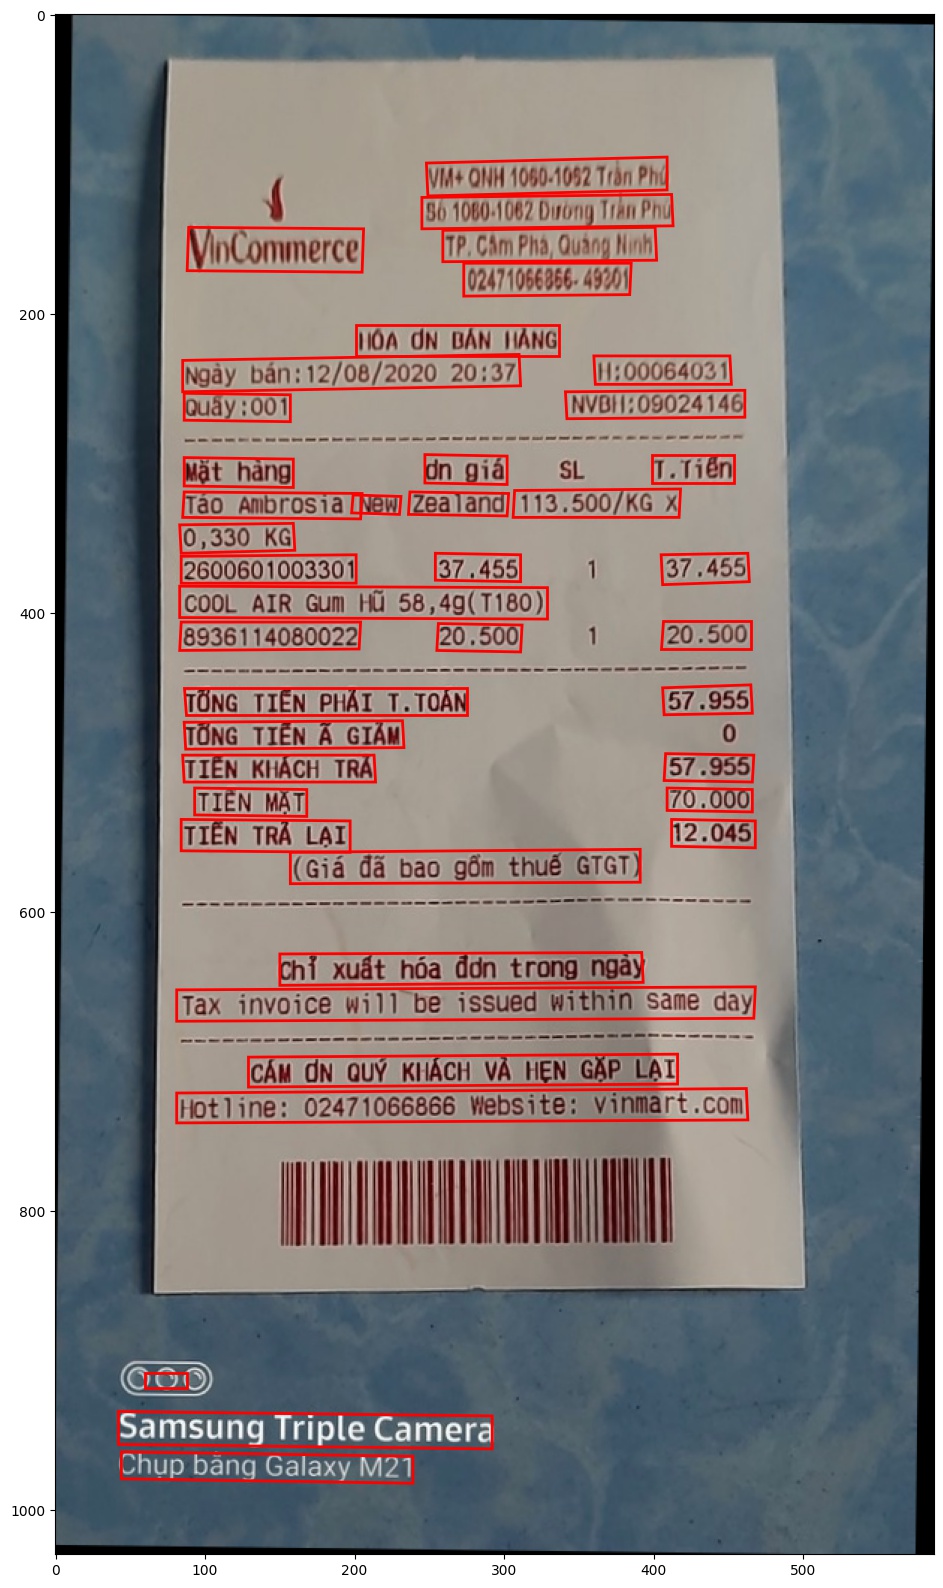 VM+ QNH 1060-1062 Trần Phú
Số 1060-1062 Đường Trần Phú
VinCommerce
TP. Cẩm Phả, Quảng Ninh
02471066866- 49301
HÓA ƠN BÁN HÀNG
Ngày bán:12/08/2020 20:37 H:00064031
Quầy:001 NVBH:09024146
Mặt hàng ơn giá SL T.Tiền
Táo Ambrosia New Zealand 113.500/KG x
0,330 KG
2600601003301 37.455 1 37.455
COOL AIR Gum Hũ 58,4g(T180)
8936114080022 20.500 1 20.500
TỔNG TIỀN PHẢI T.TOÁN 57.955
TỔNG TIỀN Ã GIẢM 0
TIỀN KHÁCH TRẢ 57.955
TIỀN MẶT 70.000
TIỀN TRẢ LẠI 12.045
(Giá đã bao gồm thuế GTGT)
Chỉ xuất hóa đơn trong ngày
Tax invoice will be issued within same day
CẢM ƠN QUÝ KHÁCH VÀ HẸN GẶP LẠI
Hotline: 02471066866 Website: vinmart.com
Samsung Triple Camera
Chụp bằng Galaxy M21
0
200
400
600
800
1000
0 100 200 300 400 500